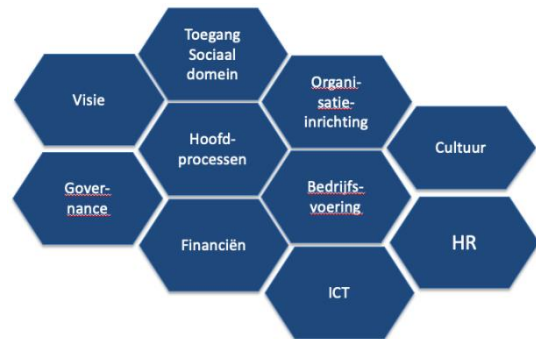 Visie
Gover-
nance
Toegang
Sociaal
domein
Hoofd-
processen
Financiën
Organi-
satie-
inrichting
Bedrijfs-
voering
ICT
Cultuur
HR